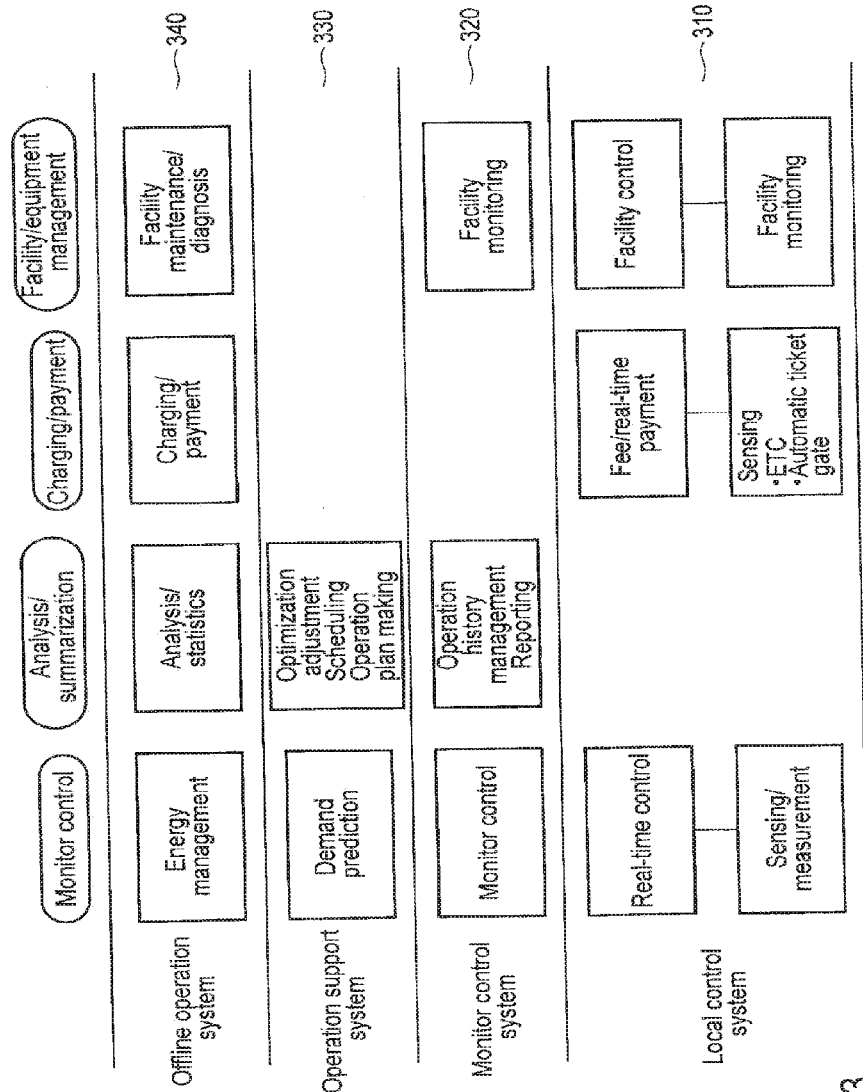 Monitor control
Analysis/
summarization
Charging/payment
Facility/equipment
management
Offline operation
system
Energy
management
Analysis/
statistics
Charging/
payment
Facility
maintenance/
diagnosis
340
Operation support
system
Demand
prediction
Optimization
adjustment
Scheduling
Operation
plan making
330
Monitor control
system
Monitor control
Operation
history
management
Reporting
Facility
monitoring
320
Local control
system
Real-time control
Fee/real-time
payment
Facility control
310
Sensing/
measurement
Sensing
•ETC
•Automatic ticket
gate
Facility
monitoring